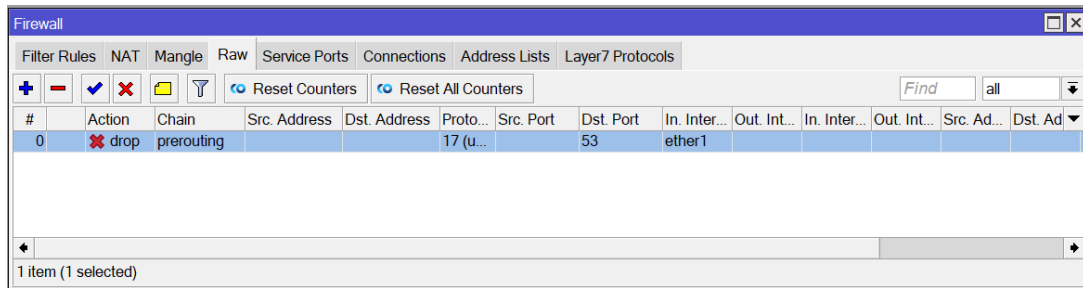 Firewall
Filter Rules NAT Mangle Raw Service Ports Connections Address Lists Layer7 Protocols
Reset Counters Reset All Counters Find all
# Action Chain Src. Address Dst. Address Proto... Src. Port Dst. Port In. Inter... Out. Int... In. Inter... Out. Int... Src. Ad... Dst. Ad
0 drop prerouting 17 (u... 53 ether1
1 item (1 selected)